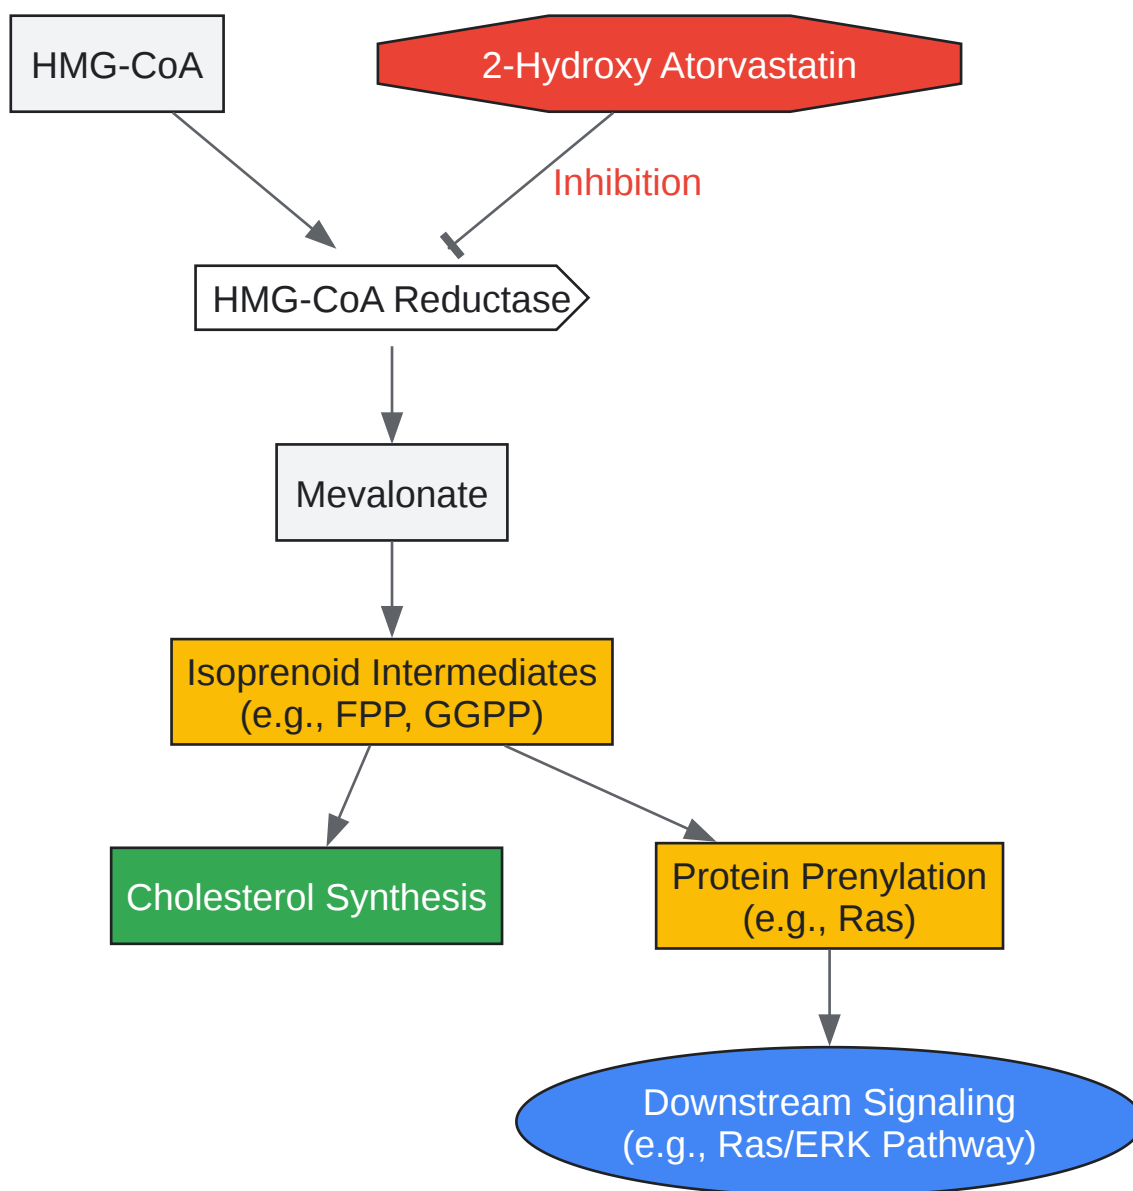 HMG-CoA
2-Hydroxy Atorvastatin
Inhibition
HMG-CoA Reductase
Mevalonate
Isoprenoid Intermediates
(e.g., FPP, GGPP)
Cholesterol Synthesis
Protein Prenylation
(e.g., Ras)
Downstream Signaling
(e.g., Ras/ERK Pathway)